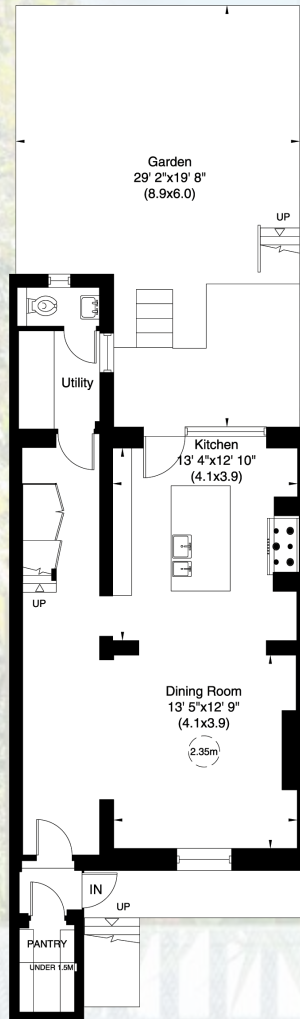 Garden
29' 2"x19' 8"
(8.9x6.0)
UP
Utility
Kitchen
13' 4"x12' 10"
(4.1x3.9)
UP
Dining Room
13' 5"x12' 9"
(4.1x3.9)
2.35m
IN
UP
PANTRY
UNDER 1.5M